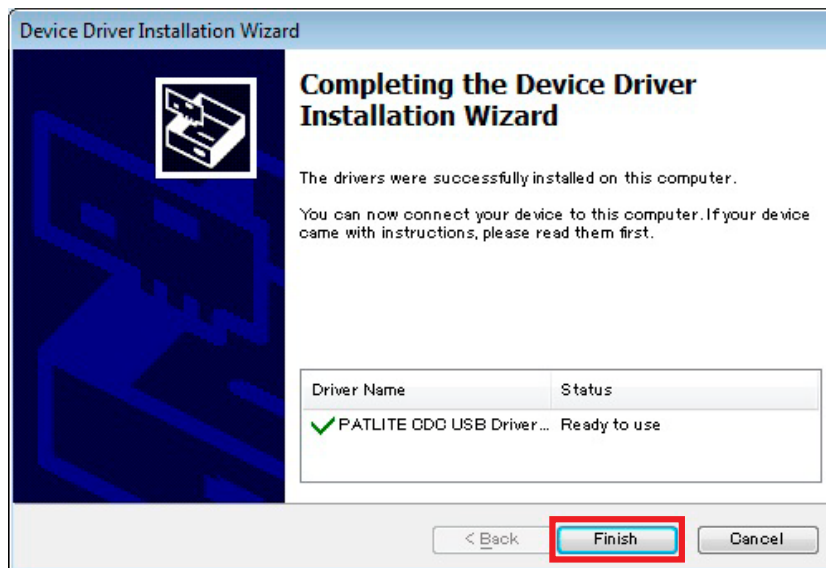 Device Driver Installation Wizard
Completing the Device Driver
Installation Wizard
The drivers were successfully installed on this computer.
You can now connect your device to this computer. If your device
came with instructions, please read them first.
Driver Name Status
PATLITE CDC USB Driver... Ready to use
< Back Finish Cancel